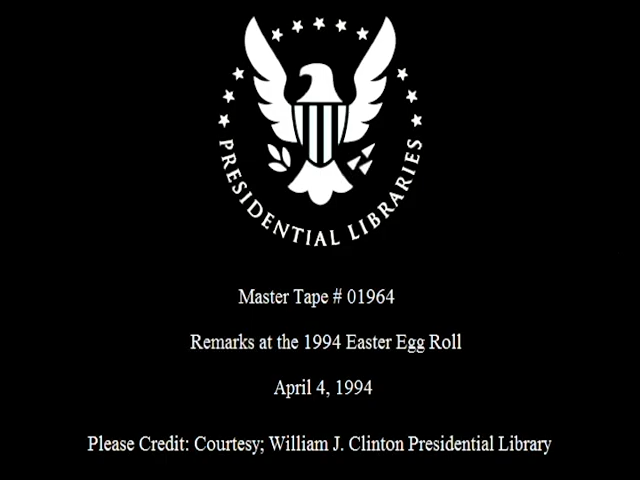 PRESIDENTIAL LIBRARIES
Master Tape # 01964
Remarks at the 1994 Easter Egg Roll
April 4, 1994
Please Credit: Courtesy; William J. Clinton Presidential Library